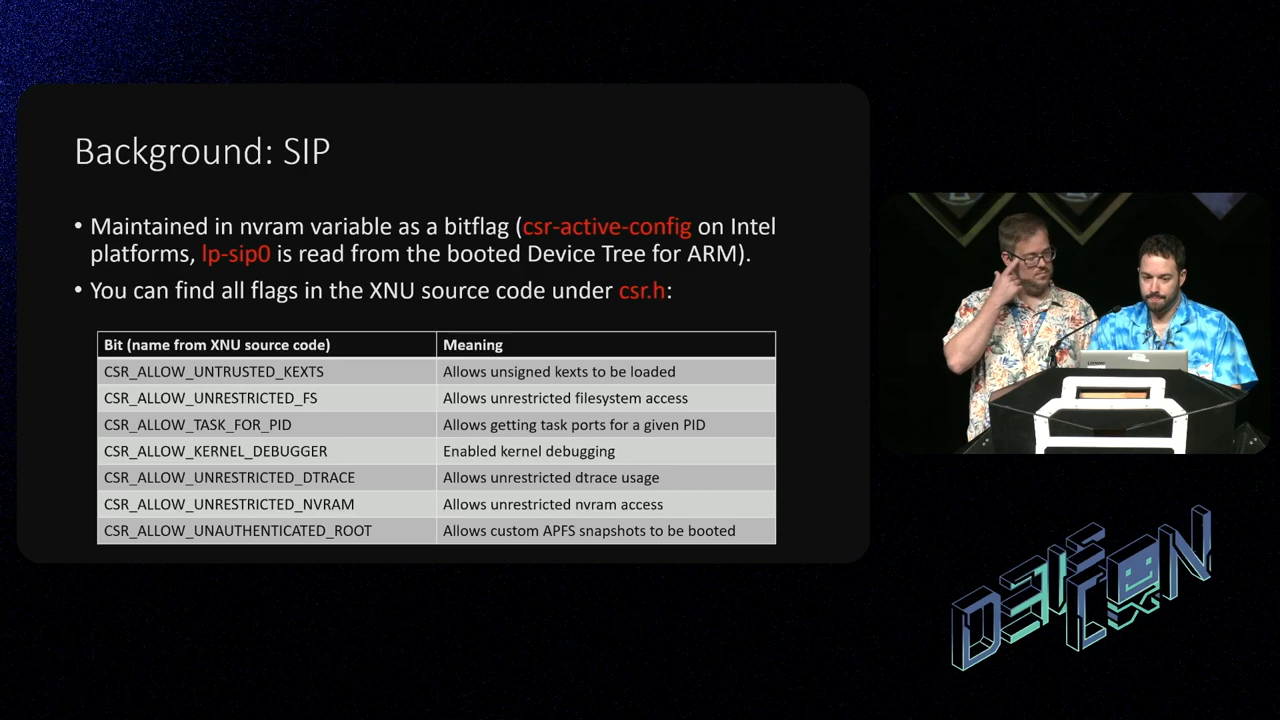 Background: SIP
• Maintained in nvram variable as a bitflag (csr-active-config on Intel
platforms, lp-sip0 is read from the booted Device Tree for ARM).
• You can find all flags in the XNU source code under csr.h:
Bit (name from XNU source code) Meaning
CSR_ALLOW_UNTRUSTED_KEXTS Allows unsigned kexts to be loaded
CSR_ALLOW_UNRESTRICTED_FS Allows unrestricted filesystem access
CSR_ALLOW_TASK_FOR_PID Allows getting task ports for a given PID
CSR_ALLOW_KERNEL_DEBUGGER Enabled kernel debugging
CSR_ALLOW_UNRESTRICTED_DTRACE Allows unrestricted dtrace usage
CSR_ALLOW_UNRESTRICTED_NVRAM Allows unrestricted nvram access
CSR_ALLOW_UNAUTHENTICATED_ROOT Allows custom APFS snapshots to be booted
Lenovo
DEF CON